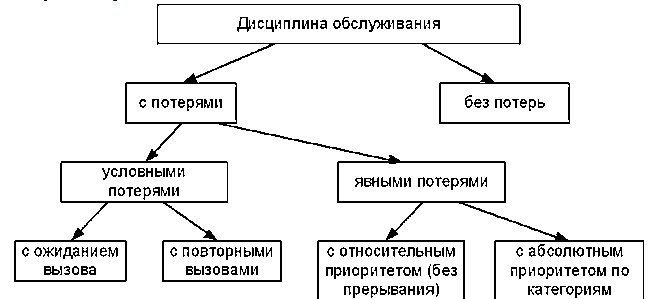 Дисциплина обслуживания
с потерями
без потерь
условными
потерями
явными потерями
с ожиданием
вызова
с повторными
вызовами
с относительным
приоритетом (без
прерывания)
с абсолютным
приоритетом по
категориям